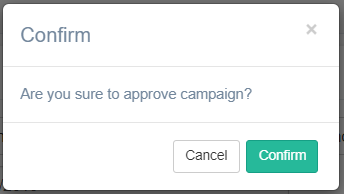 Confirm ×
Are you sure to approve campaign?
Cancel Confirm